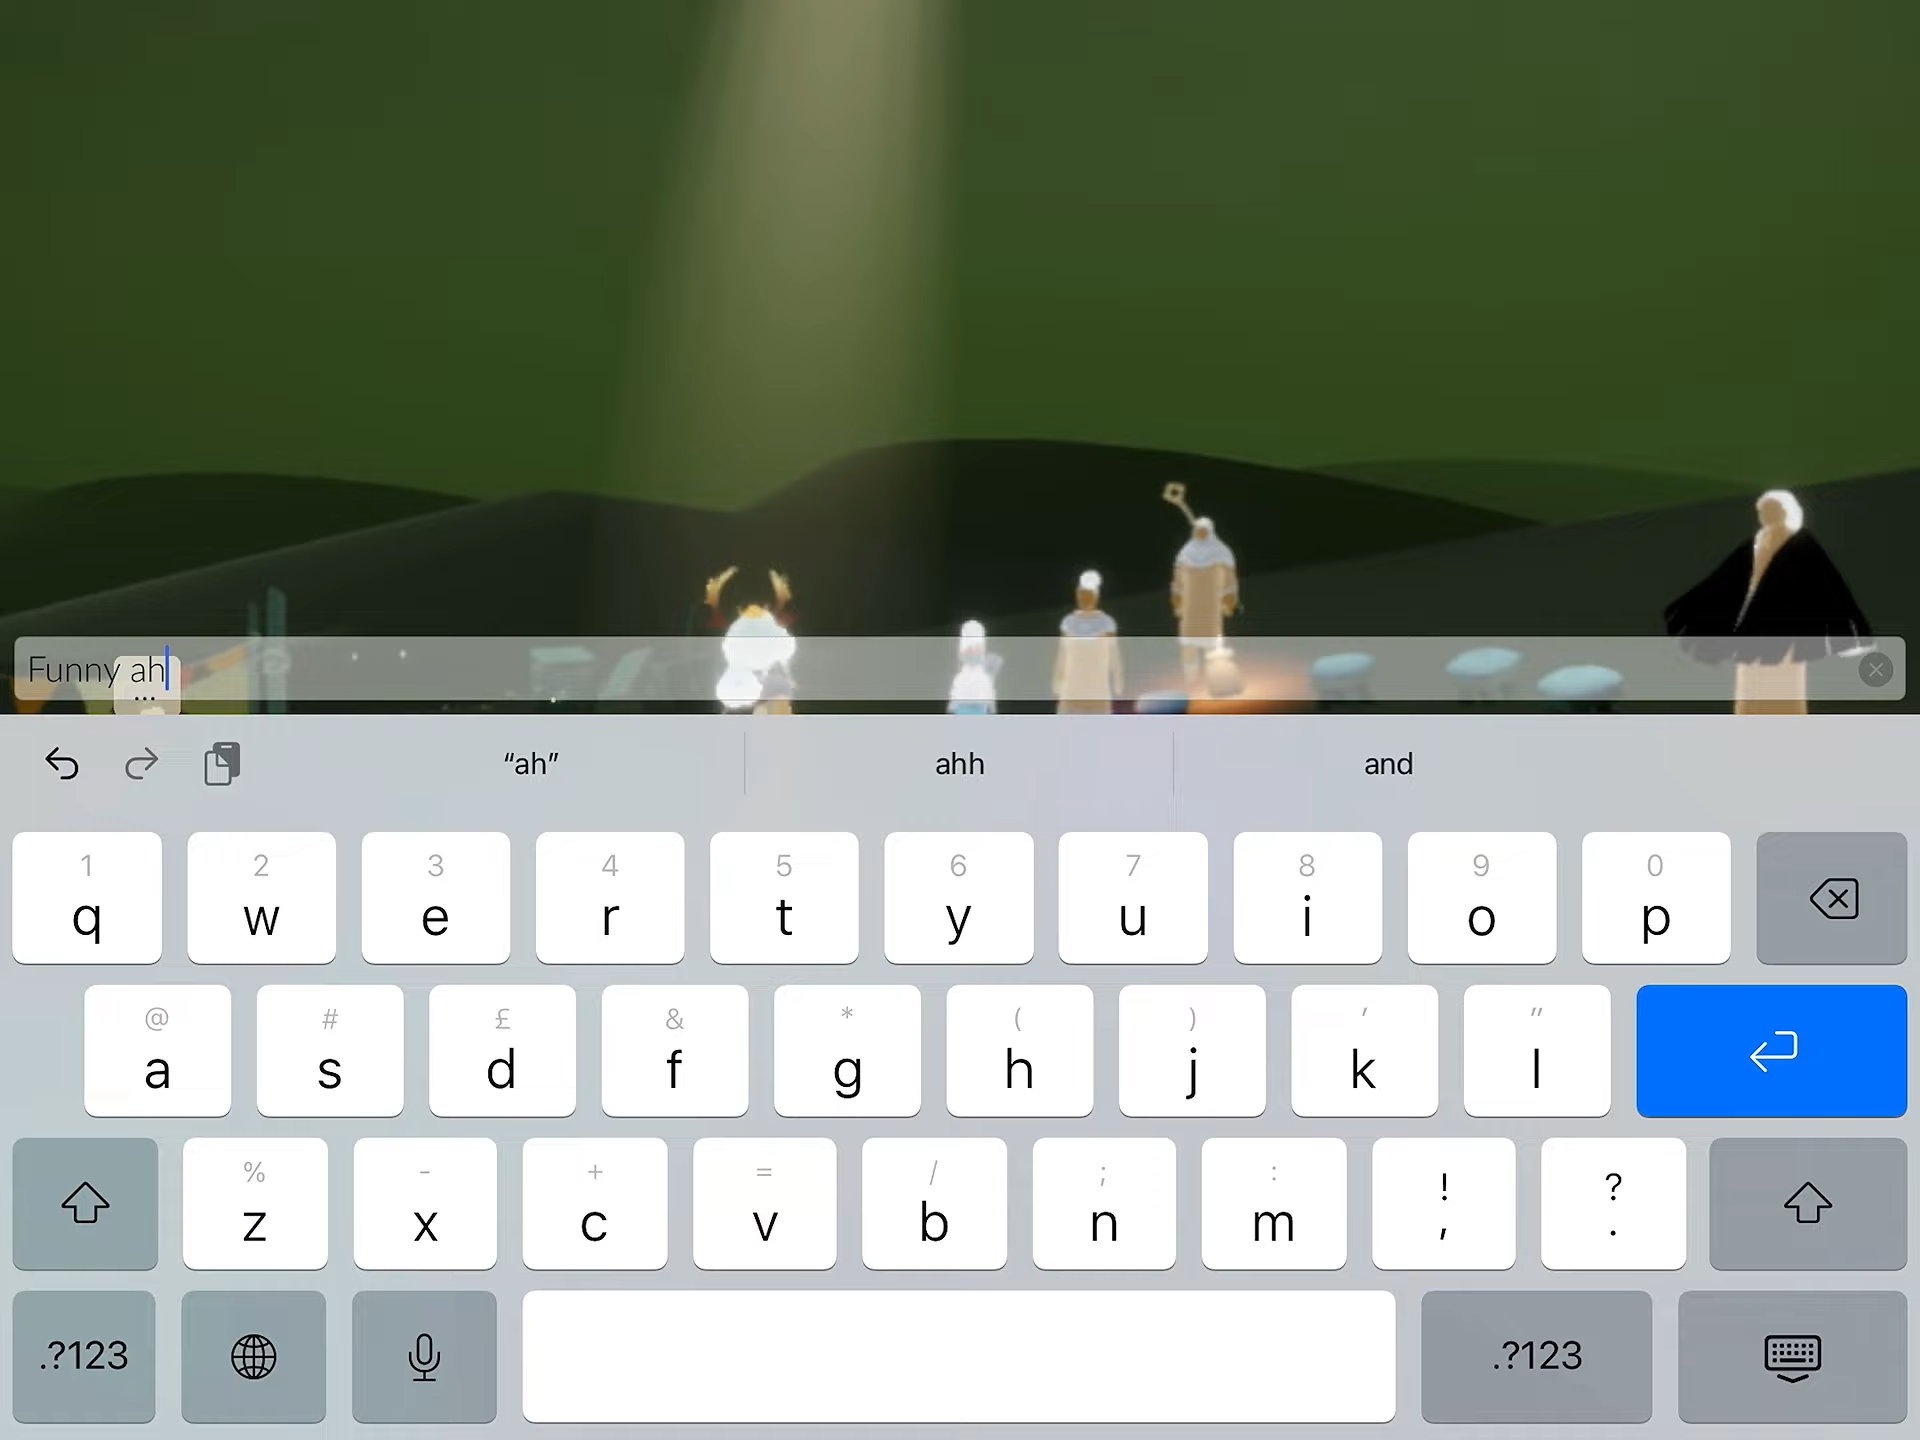 Funny ah
“ah” ahh and
1 2 3 4 5 6 7 8 9 0
q w e r t y u i o p
@ # £ & * ( ) ′ ″
a s d f g h j k l
% - + = / ; : ! ?
z x c v b n m , .
.?123 .?123